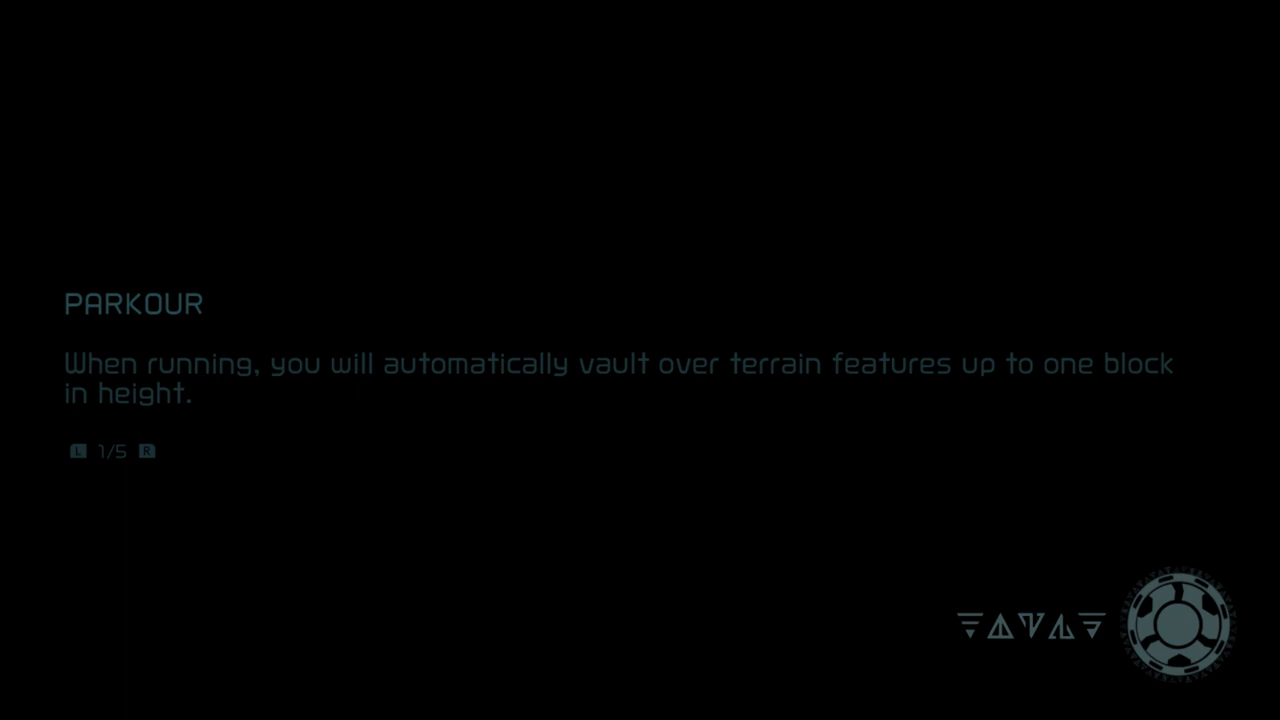 PARKOUR
When running, you will automatically vault over terrain features up to one block
in height.
L 1/5 R